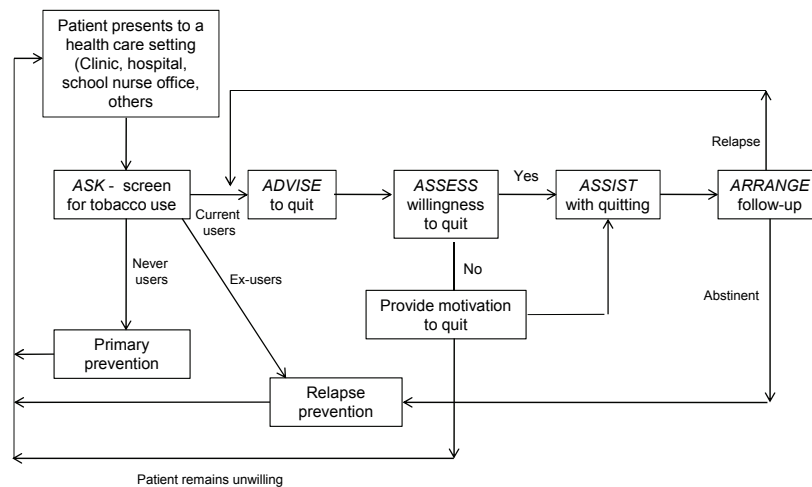 Patient presents to a
health care setting
(Clinic, hospital,
school nurse office,
others
Relapse
ASK - screen
for tobacco use
Current
users
ADVISE
to quit
ASSESS
willingness
to quit
Yes
ASSIST
with quitting
ARRANGE
follow-up
Never
users
Ex-users
No
Abstinent
Provide motivation
to quit
Primary
prevention
Relapse
prevention
Patient remains unwilling